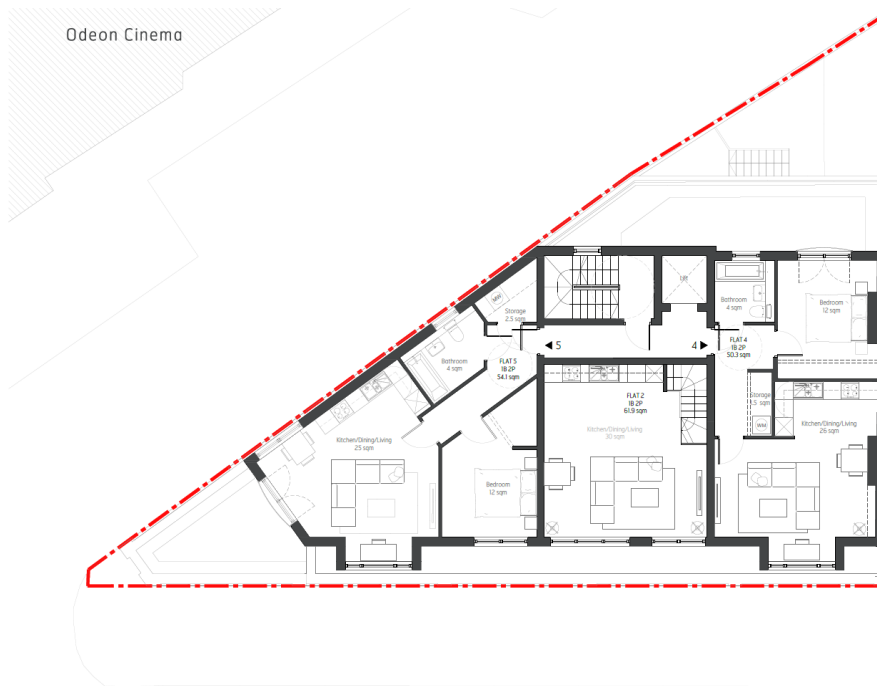 Odeon Cinema
Lift
MW
Storage
2.5 sqm
Bathroom
4 sqm
Bedroom
12 sqm
5
4
FLAT 4
1B 2P
50.3 sqm
Bathroom
4 sqm
FLAT 5
1B 2P
54.1 sqm
FLAT 2
1B 2P
61.9 sqm
Kitchen/Dining/Living
30 sqm
Storage
1.5 sqm
WM
Kitchen/Dining/Living
26 sqm
Kitchen/Dining/Living
25 sqm
Bedroom
12 sqm